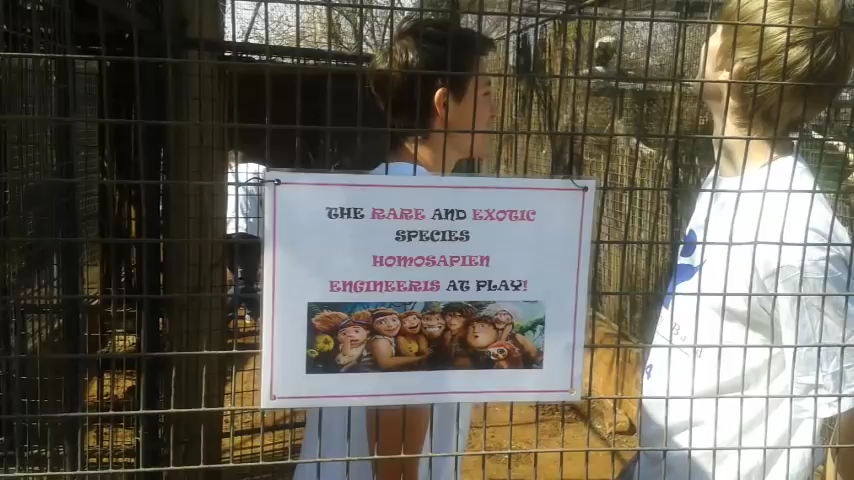 THE RARE AND EXOTIC
SPECIES
HOMOSAPIEN
ENGINEERIS AT PLAY!